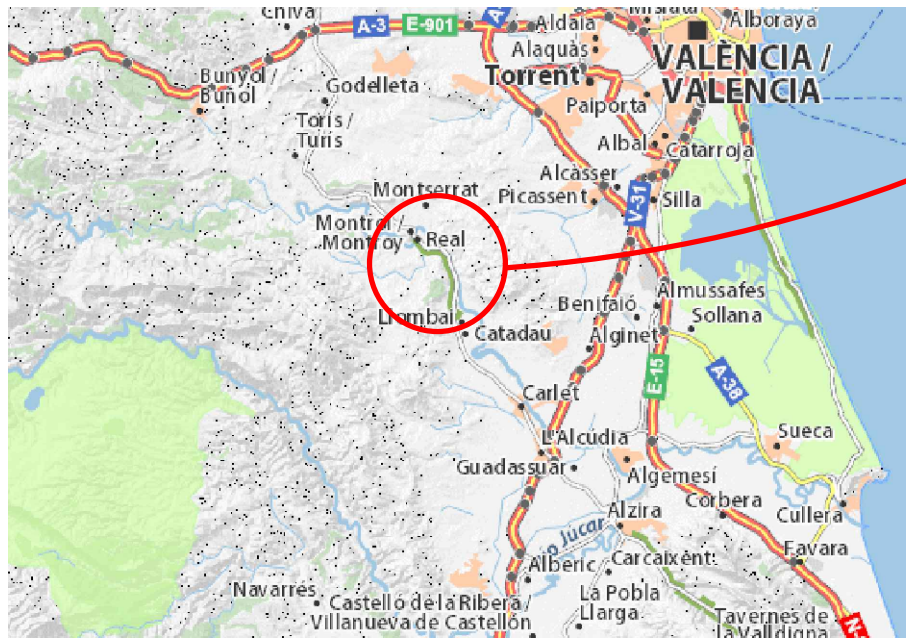 Chiva
A-3
E-901
Aldaia
Mislata
Alboraya
Alaquàs
VALÈNCIA /
VALENCIA
Bunyol /
Buñol
Godelleta
Torrent
Paiporta
Torís /
Turís
Albal
Catarroja
Alcàsser
Montserrat
Picassent
V-31
Silla
Montroi /
Montroy
Real
Benifaió
Almussafes
Llombai
Sollana
Catadau
Alginet
E-15
A-38
Carlet
L'Alcúdia
Sueca
Guadassuar
Algemesí
Corbera
Alzira
Cullera
Júcar
Favara
Alberic
Carcaixent
Navarrés
La Pobla
Llarga
Castelló de la Ribera /
Villanueva de Castellón
Tavernes de
la Valldigna